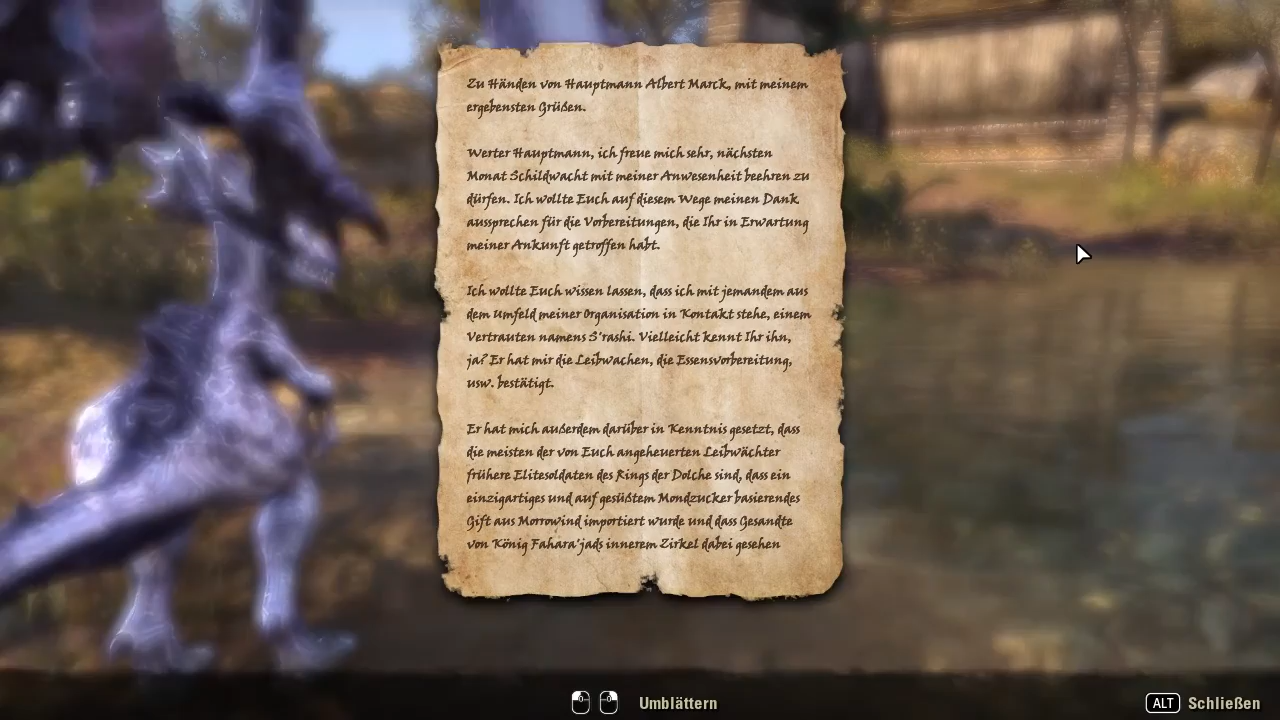 Zu Händen von Hauptmann Albert Marck, mit meinem
ergebensten Grüßen.
Werter Hauptmann, ich freue mich sehr, nächsten
Monat Schildwacht mit meiner Anwesenheit beehren zu
dürfen. Ich wollte Euch auf diesem Wege meinen Dank
aussprechen für die Vorbereitungen, die Ihr in Erwartung
meiner Ankunft getroffen habt.
Ich wollte Euch wissen lassen, dass ich mit jemandem aus
dem Umfeld meiner Organisation in Kontakt stehe, einem
Vertrauten namens S'rashi. Vielleicht kennt Ihr ihn,
ja? Er hat mir die Leibwachen, die Essensvorbereitung,
usw. bestätigt.
Er hat mich außerdem darüber in Kenntnis gesetzt, dass
die meisten der von Euch angeheuerten Leibwächter
frühere Elitesoldaten des Rings der Dolche sind, dass ein
einzigartiges und auf gesüßtem Mondzucker basierendes
Gift aus Morrowind importiert wurde und dass Gesandte
von König Fahara'jads innerem Zirkel dabei gesehen
Umblättern
ALT Schließen